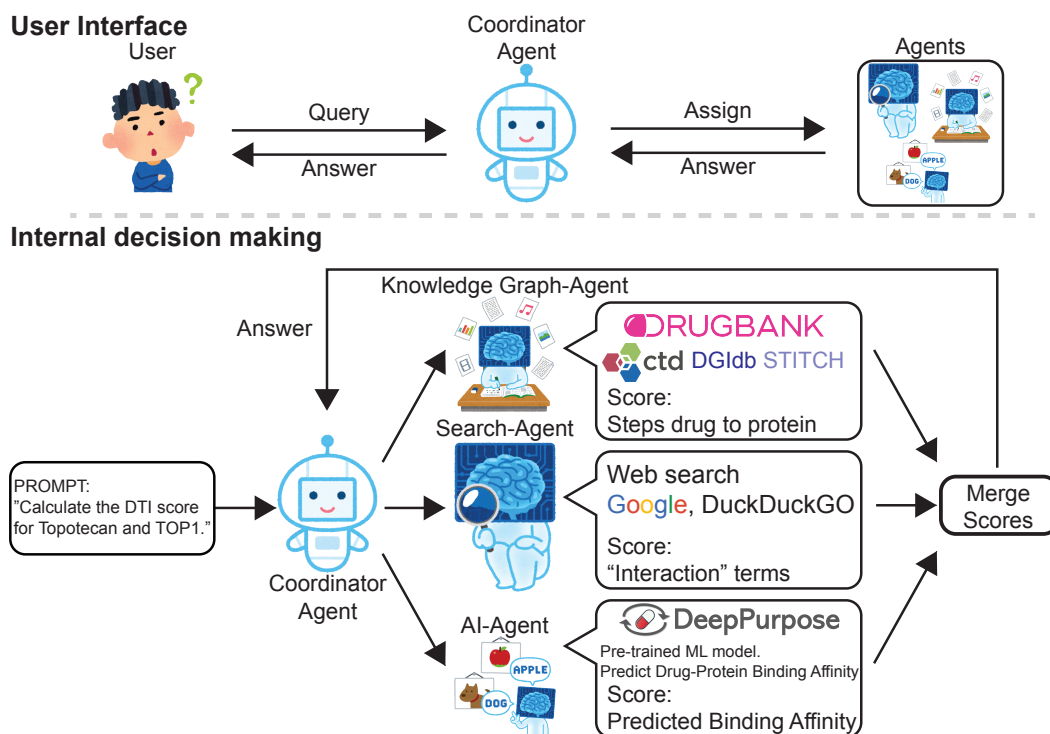 User Interface
User
Coordinator
Agent
Agents
?
Query
Answer
Assign
Answer
APPLE
DOG
Internal decision making
Answer
Knowledge Graph-Agent
DRUGBANK
ctd DGIdb STITCH
Score:
Steps drug to protein
Search-Agent
Web search
Google, DuckDuckGO
Score:
“Interaction” terms
PROMPT:
"Calculate the DTI score
for Topotecan and TOP1."
Coordinator
Agent
Merge
Scores
AI-Agent
APPLE
DOG
DeepPurpose
Pre-trained ML model.
Predict Drug-Protein Binding Affinity
Score:
Predicted Binding Affinity